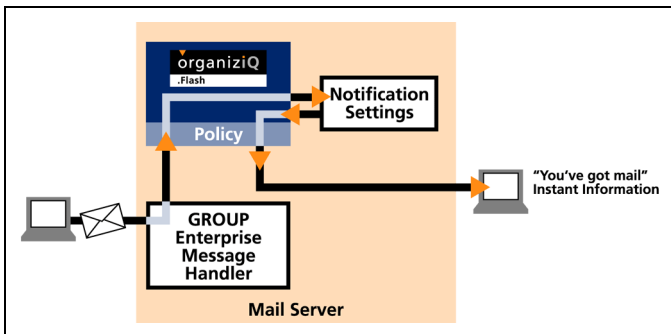 organiziQ
.Flash
Policy
Notification
Settings
"You've got mail"
Instant Information
GROUP
Enterprise
Message
Handler
Mail Server